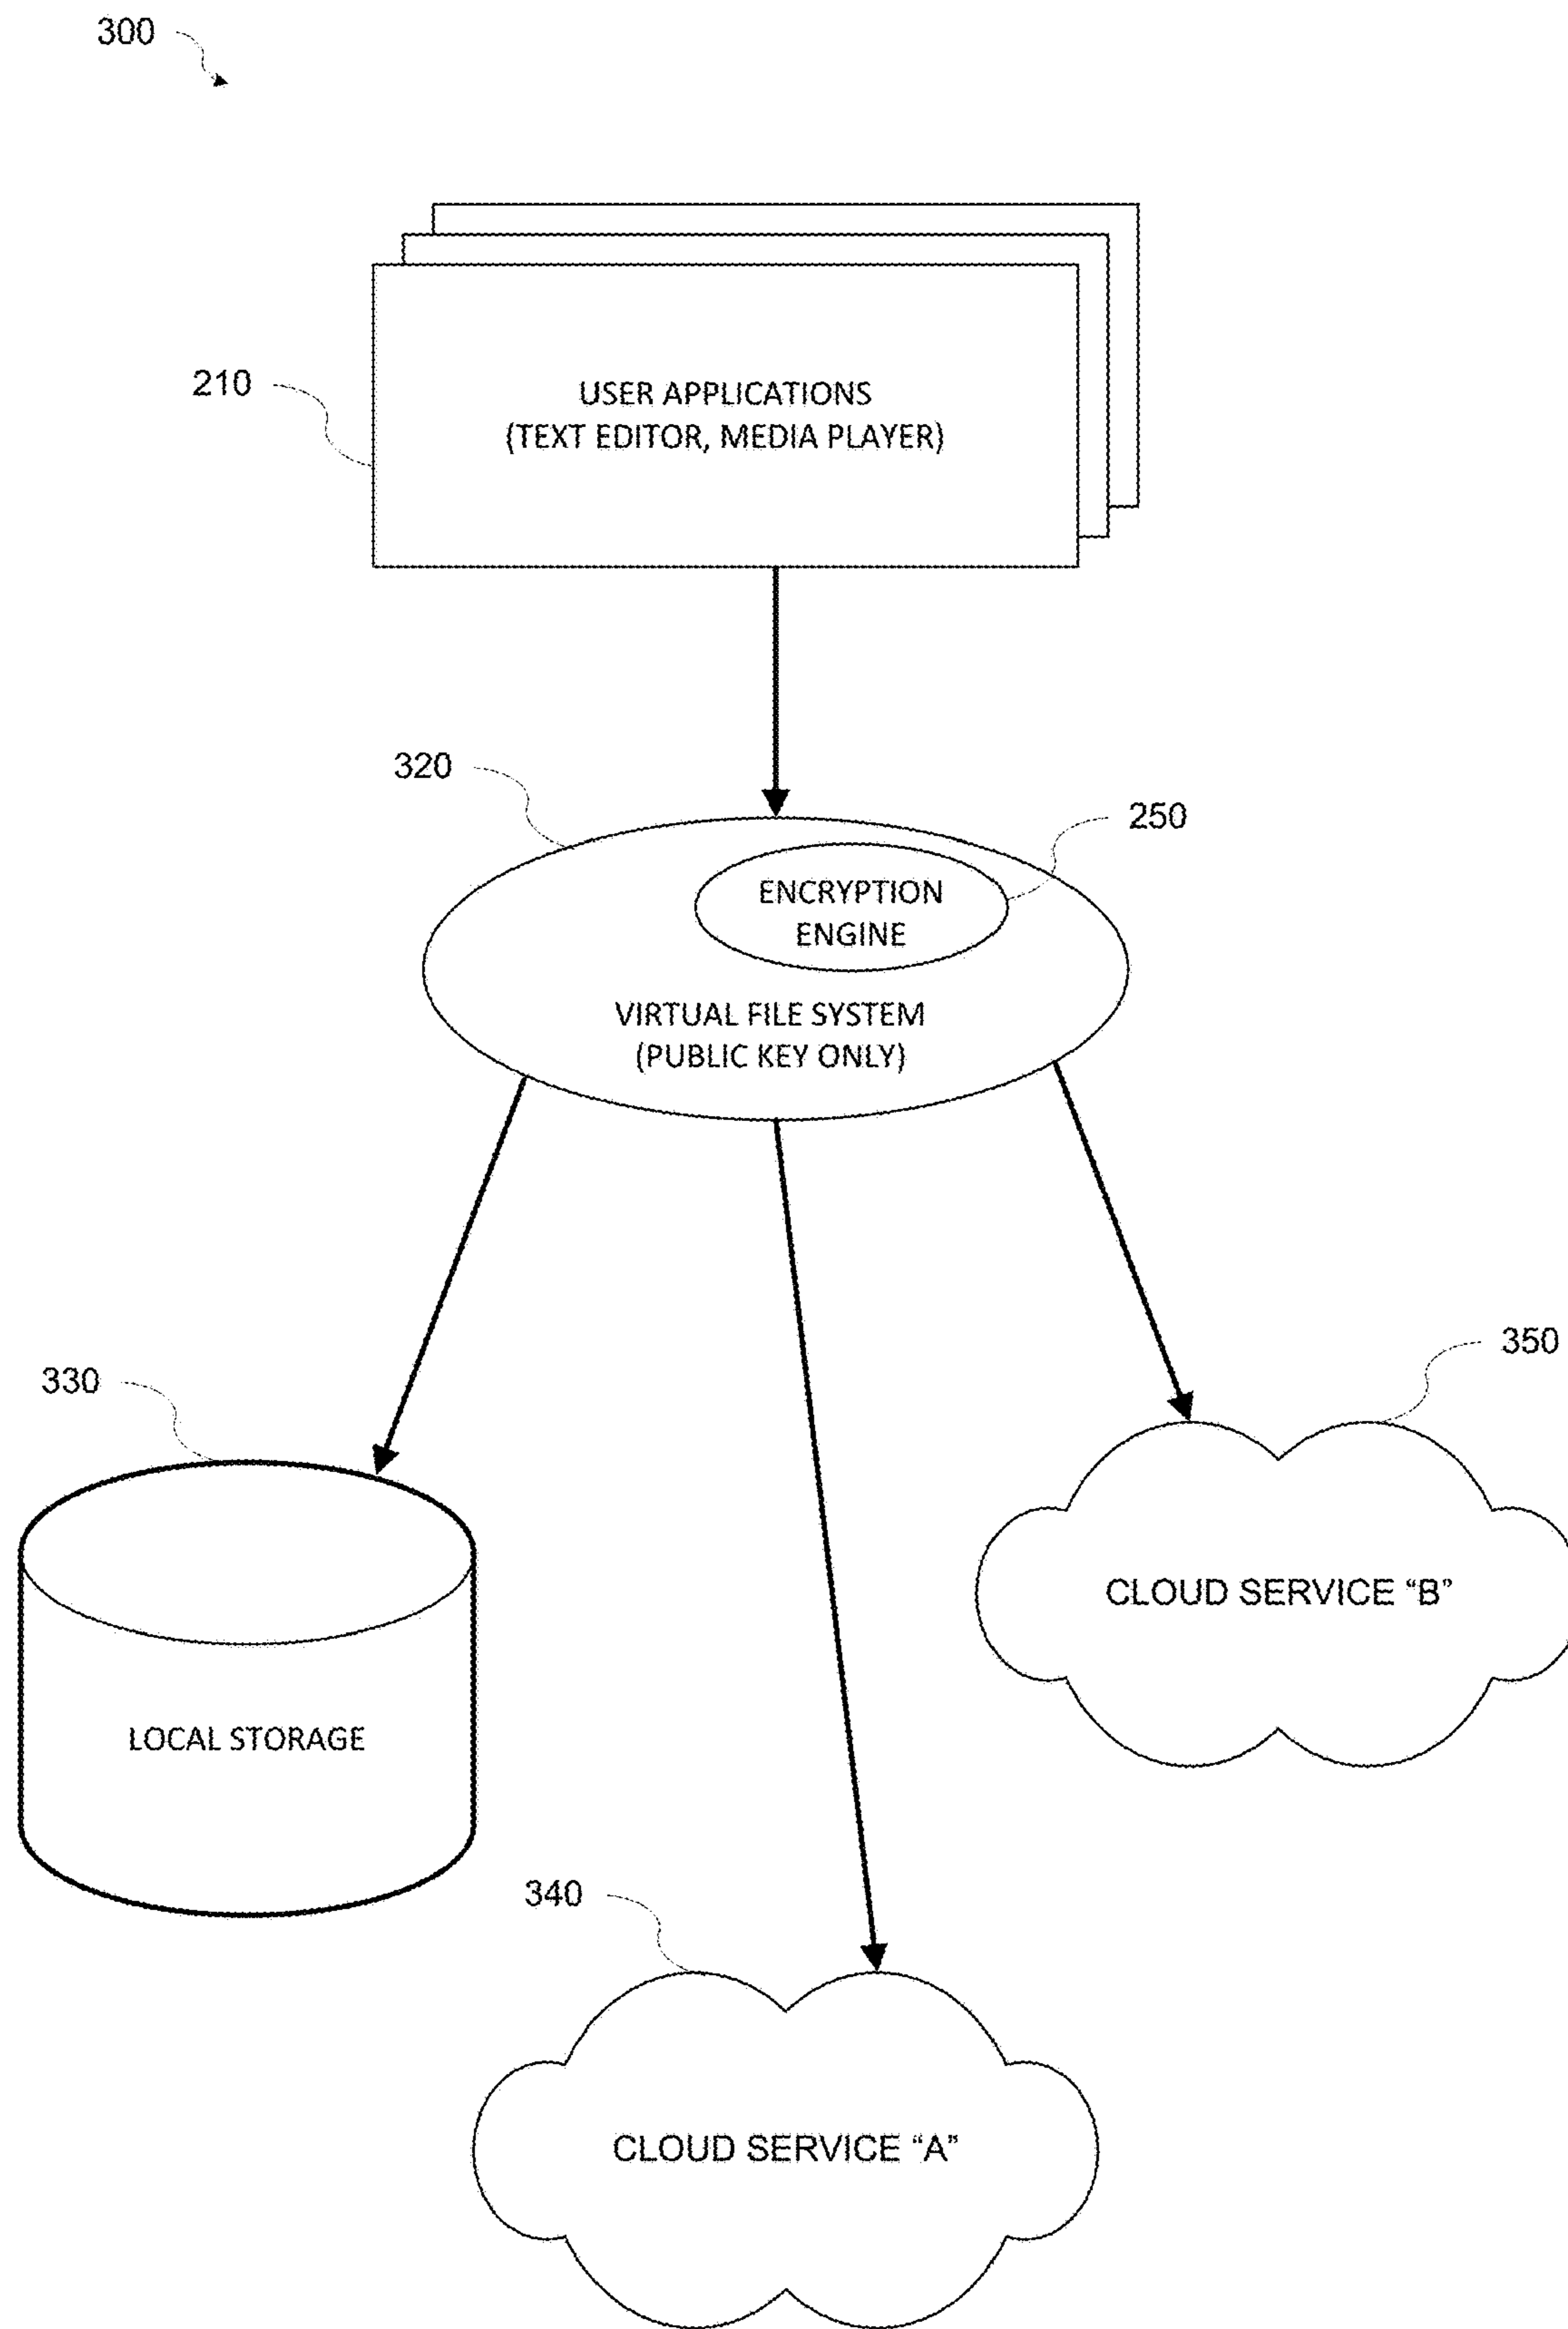 300
210
USER APPLICATIONS
(TEXT EDITOR, MEDIA PLAYER)
320
250
ENCRYPTION
ENGINE
VIRTUAL FILE SYSTEM
(PUBLIC KEY ONLY)
350
330
CLOUD SERVICE “B”
LOCAL STORAGE
340
CLOUD SERVICE “A”